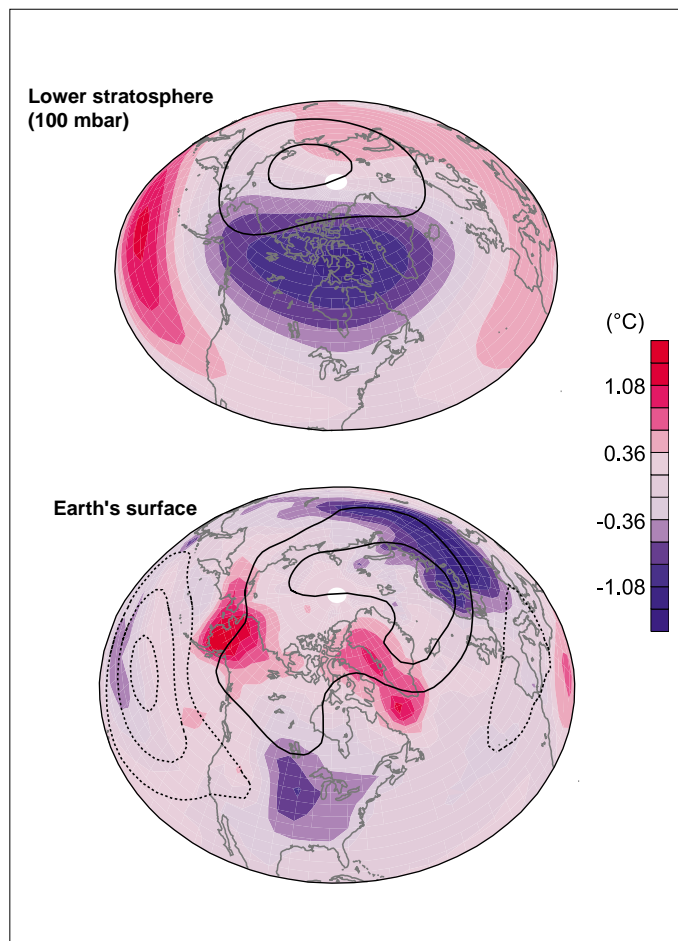 Lower stratosphere
(100 mbar)
(°C)
1.08
0.36
-0.36
-1.08
Earth's surface